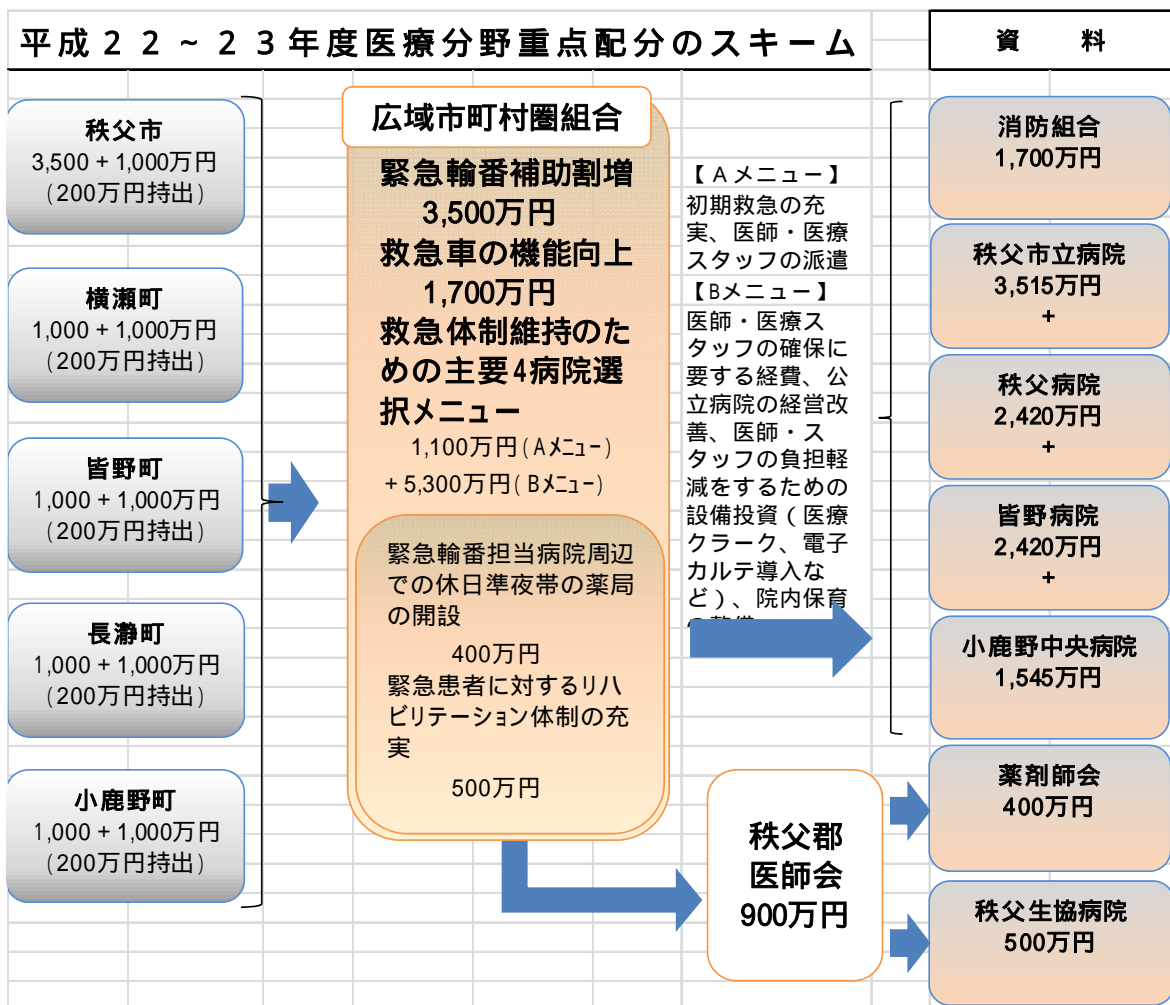 平成２２～２３年度医療分野重点配分のスキーム
資　料
秩父市
3,500＋1,000万円
(200万円持出)
横瀬町
1,000＋1,000万円
(200万円持出)
皆野町
1,000＋1,000万円
(200万円持出)
長瀞町
1,000＋1,000万円
(200万円持出)
小鹿野町
1,000＋1,000万円
(200万円持出)
広域市町村圏組合
緊急輪番補助割増
3,500万円
救急車の機能向上
1,700万円
救急体制維持のた
めの主要4病院選
択メニュー
1,100万円(Aメニュー)
＋5,300万円(Bメニュー)
緊急輪番担当病院周辺
での休日準夜帯の薬局
の開設
400万円
緊急患者に対するリハ
ビリテーション体制の充
実
500万円
【Ａメニュー】
初期救急の充
実、医師・医療
スタッフの派遣
【Bメニュー】
医師・医療ス
タッフの確保に
要する経費、公
立病院の経営改
善、医師・ス
タッフの負担軽
減をするための
設備投資（医療
クラーク、電子
カルテ導入な
ど）、院内保育
秩父郡
医師会
900万円
消防組合
1,700万円
秩父市立病院
3,515万円
+
秩父病院
2,420万円
+
皆野病院
2,420万円
+
小鹿野中央病院
1,545万円
薬剤師会
400万円
秩父生協病院
500万円